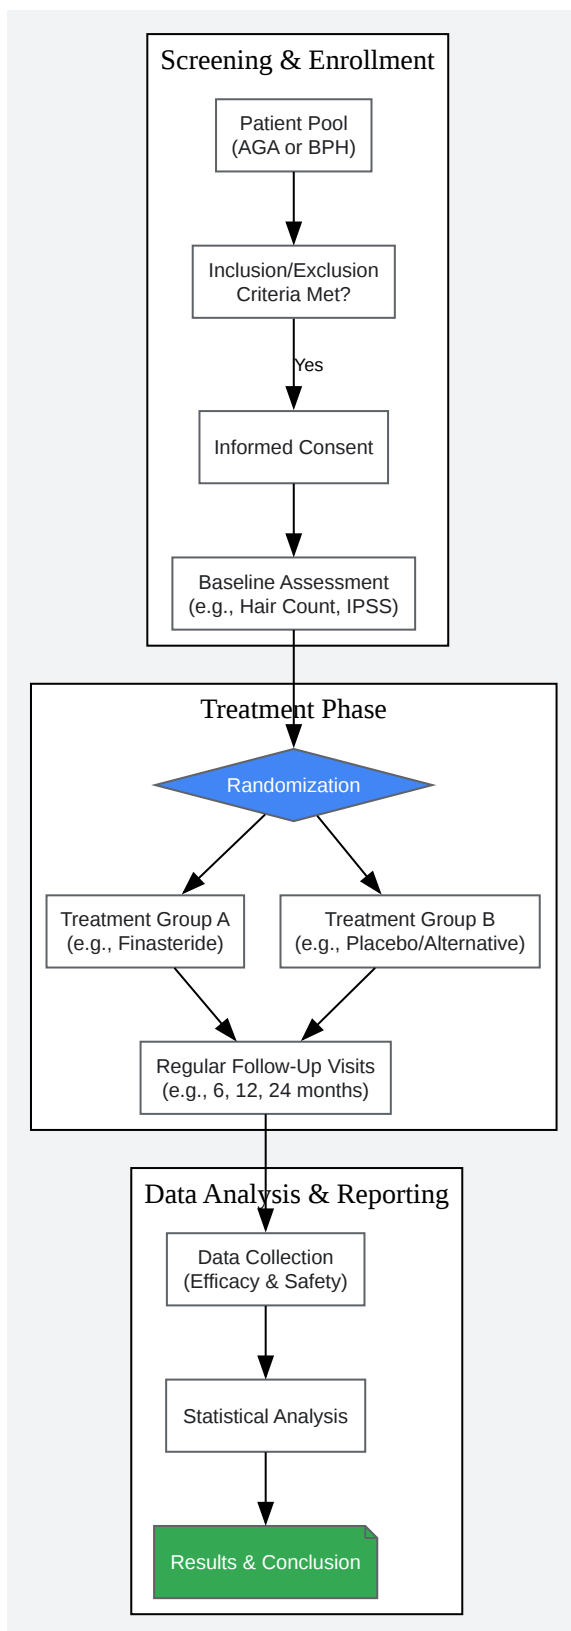 Screening & Enrollment
Patient Pool
(AGA or BPH)
Inclusion/Exclusion
Criteria Met?
Yes
Informed Consent
Baseline Assessment
(e.g., Hair Count, IPSS)
Treatment Phase
Randomization
Treatment Group A
(e.g., Finasteride)
Treatment Group B
(e.g., Placebo/Alternative)
Regular Follow-Up Visits
(e.g., 6, 12, 24 months)
Data Analysis & Reporting
Data Collection
(Efficacy & Safety)
Statistical Analysis
Results & Conclusion